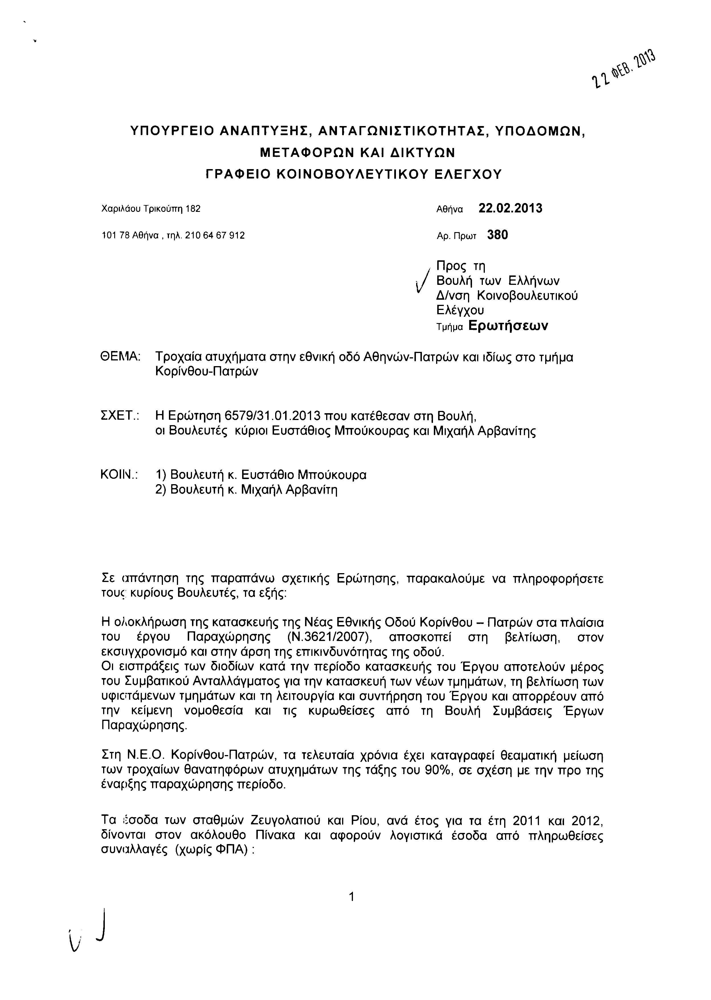 22 ΦΕΒ. 2013
ΥΠΟΥΡΓΕΙΟ ΑΝΑΠΤΥΞΗΣ, ΑΝΤΑΓΩΝΙΣΤΙΚΟΤΗΤΑΣ, ΥΠΟΔΟΜΩΝ,
ΜΕΤΑΦΟΡΩΝ ΚΑΙ ΔΙΚΤΥΩΝ
ΓΡΑΦΕΙΟ ΚΟΙΝΟΒΟΥΛΕΥΤΙΚΟΥ ΕΛΕΓΧΟΥ
Χαριλάου Τρικούπη 182 Αθήνα 22.02.2013
101 78 Αθήνα , τηλ. 210 64 67 912 Αρ. Πρωτ 380
Προς τη
Βουλή των Ελλήνων
Δ/νση Κοινοβουλευτικού
Ελέγχου
Τμήμα Ερωτήσεων
ΘΕΜΑ: Τροχαία ατυχήματα στην εθνική οδό Αθηνών-Πατρών και ιδίως στο τμήμα
Κορίνθου-Πατρών
ΣΧΕΤ.: Η Ερώτηση 6579/31.01.2013 που κατέθεσαν στη Βουλή,
οι Βουλευτές κύριοι Ευστάθιος Μπούκουρας και Μιχαήλ Αρβανίτης
ΚΟΙΝ.: 1) Βουλευτή κ. Ευστάθιο Μπούκουρα
2) Βουλευτή κ. Μιχαήλ Αρβανίτη
Σε απάντηση της παραπάνω σχετικής Ερώτησης, παρακαλούμε να πληροφορήσετε
τους κυρίους Βουλευτές, τα εξής:
Η ολοκλήρωση της κατασκευής της Νέας Εθνικής Οδού Κορίνθου – Πατρών στα πλαίσια
του έργου Παραχώρησης (Ν.3621/2007), αποσκοπεί στη βελτίωση, στον
εκσυγχρονισμό και στην άρση της επικινδυνότητας της οδού.
Οι εισπράξεις των διοδίων κατά την περίοδο κατασκευής του Έργου αποτελούν μέρος
του Συμβατικού Ανταλλάγματος για την κατασκευή των νέων τμημάτων, τη βελτίωση των
υφιστάμενων τμημάτων και τη λειτουργία και συντήρηση του Έργου και απορρέουν από
την κείμενη νομοθεσία και τις κυρωθείσες από τη Βουλή Συμβάσεις Έργων
Παραχώρησης.
Στη Ν.Ε.Ο. Κορίνθου-Πατρών, τα τελευταία χρόνια έχει καταγραφεί θεαματική μείωση
των τροχαίων θανατηφόρων ατυχημάτων της τάξης του 90%, σε σχέση με την προ της
έναρξης παραχώρησης περίοδο.
Τα έσοδα των σταθμών Ζευγολατιού και Ρίου, ανά έτος για τα έτη 2011 και 2012,
δίνονται στον ακόλουθο Πίνακα και αφορούν λογιστικά έσοδα από πληρωθείσες
συναλλαγές (χωρίς ΦΠΑ) :
1